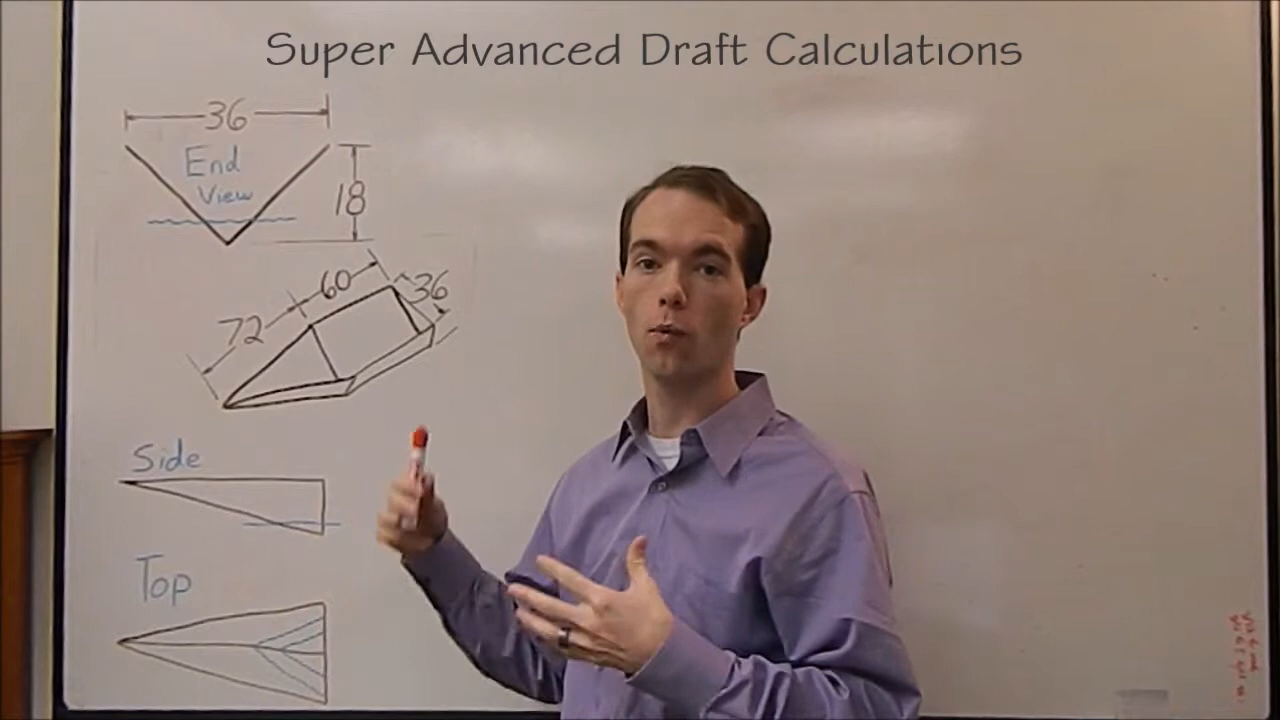 Super Advanced Draft Calculations
36
End
View
18
60
36
72
Side
Top